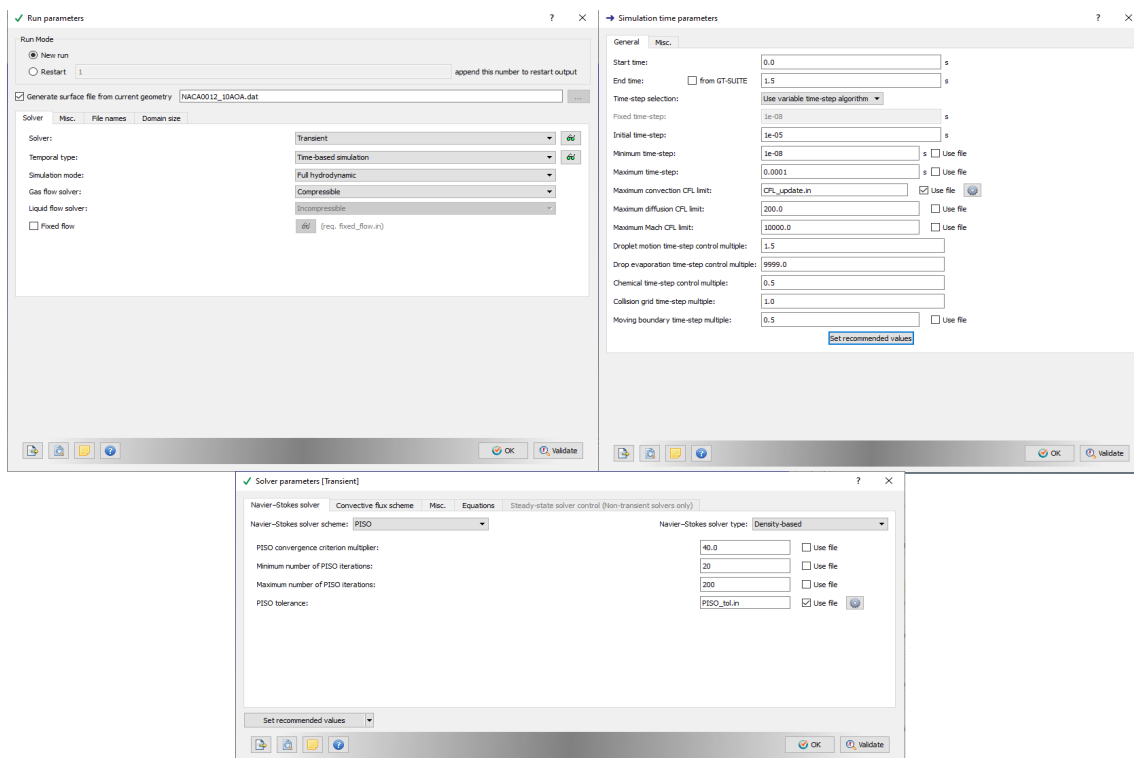 Run parameters
?
Run Mode
New run
Restart 1 append this number to restart output
Generate surface file from current geometry NACA0012_10AOA.dat ...
Solver Misc. File names Domain size
Solver: Transient
Temporal type: Time-based simulation
Simulation mode: Full hydrodynamic
Gas flow solver: Compressible
Liquid flow solver: Incompressible
Fixed flow (req. fixed_flow.in)
OK Validate
Simulation time parameters
?
General Misc.
Start time: 0.0 s
End time: from GT-SUITE 1.5 s
Time-step selection: Use variable time-step algorithm
Fixed time-step: 1e-08 s
Initial time-step: 1e-05 s
Minimum time-step: 1e-08 s Use file
Maximum time-step: 0.0001 s Use file
Maximum convection CFL limit: CFL_update.in Use file
Maximum diffusion CFL limit: 200.0 Use file
Maximum Mach CFL limit: 10000.0 Use file
Droplet motion time-step control multiple: 1.5
Drop evaporation time-step control multiple: 9999.0
Chemical time-step control multiple: 0.5
Collision grid time-step multiple: 1.0
Moving boundary time-step multiple: 0.5 Use file
Set recommended values
OK Validate
Solver parameters [Transient]
?
Navier-Stokes solver Convective flux scheme Misc. Equations Steady-state solver control (Non-transient solvers only)
Navier-Stokes solver scheme: PISO Navier-Stokes solver type: Density-based
PISO convergence criterion multiplier: 40.0 Use file
Minimum number of PISO iterations: 20 Use file
Maximum number of PISO iterations: 200 Use file
PISO tolerance: PISO_tol.in Use file
Set recommended values
OK Validate